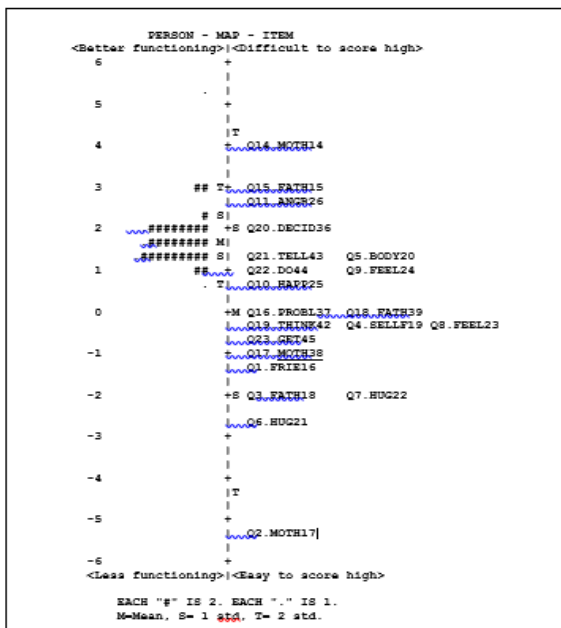 PERSON - MAP - ITEM
<Better functioning>|<Difficult to score high>
6 +
|
. |
5 +
|
|T
4 + Q14.MOTH14
|
|
3 ## T+ Q15.FATH15
| Q11.ANGR26
# S|
2 ######## +S Q20.DECID36
######## M|
######## S| Q21.TELL43 Q5.BODY20
1 ## + Q22.DO44 Q9.FEEL24
. T| Q10.HAPP25
|
0 +M Q16.PROBL37 Q18.FATH39
| Q19.THINK42 Q4.SELLF19 Q8.FEEL23
| Q23.GET45
-1 + Q17.MOTH38
| Q1.FRIE16
|
-2 +S Q3.FATH18 Q7.HUG22
|
| Q6.HUG21
-3 +
|
|
-4 +
|T
|
-5 +
| Q2.MOTH17
|
-6 +
<Less functioning>|<Easy to score high>
EACH "#" IS 2. EACH "." IS 1.
M=Mean, S= 1 std, T= 2 std.